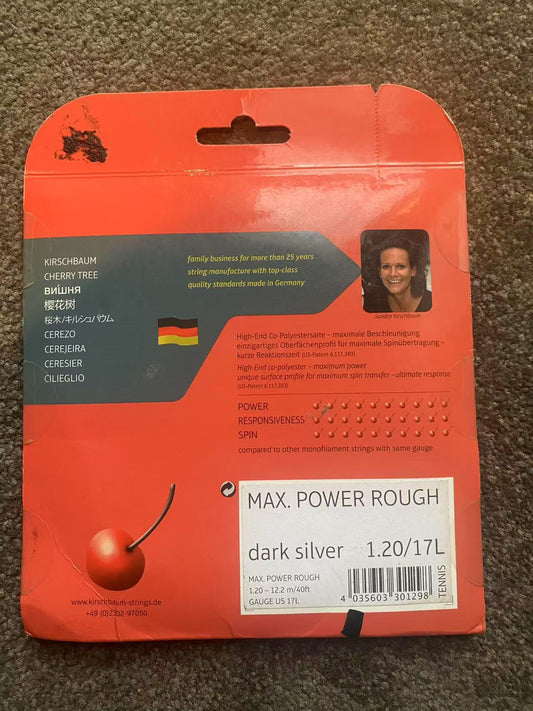 KIRSCHBAUM
CHERRY TREE
вишня
樱花树
桜木/キルシュバウム
CEREZO
CEREJEIRA
CERESIER
CILIEGLIO
family business for more than 25 years
string manufacture with top-class
quality standards made in Germany
Sandra Kirschbaum
High-End Co-Polyestersaite – maximale Beschleunigung
einzigartiges Oberfächenprofil für maximale Spinübertragung –
kurze Reaktionszeit (US-Patent 6,117,383)
High-End co-polyester – maximum power
unique surface profile for maximum spin transfer – ultimate response
(US-Patent 6,117,383)
POWER
RESPONSIVENESS
SPIN
compared to other monofilament strings with same gauge
MAX. POWER ROUGH
dark silver 1.20/17L
MAX. POWER ROUGH
1.20 – 12.2 m/40ft
GAUGE US 17L
4 035603 301298
TENNIS
www.kirschbaum-strings.de
+49 (0)2302-97050